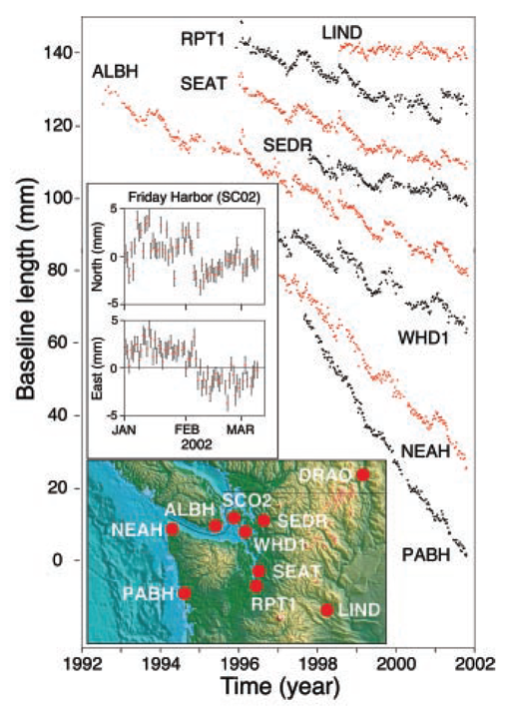 RPT1
LIND
140
ALBH
SEAT
120
SEDR
100
Friday Harbor (SC02)
5
North (mm)
0
-5
5
East (mm)
0
-5
JAN
FEB
MAR
2002
80
WHD1
60
40
NEAH
20
PABH
0
Baseline length (mm)
DRAO
SCO2
ALBH
SEDR
NEAH
WHD1
SEAT
PABH
RPT1
LIND
1992
1994
1996
1998
2000
2002
Time (year)